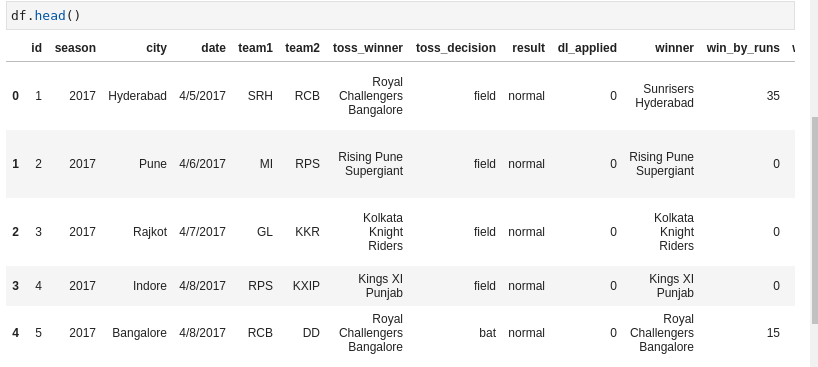 df.head()
id season city date team1 team2 toss_winner toss_decision result dl_applied winner win_by_runs
0 1 2017 Hyderabad 4/5/2017 SRH RCB Royal Challengers Bangalore field normal 0 Sunrisers Hyderabad 35
1 2 2017 Pune 4/6/2017 MI RPS Rising Pune Supergiant field normal 0 Rising Pune Supergiant 0
2 3 2017 Rajkot 4/7/2017 GL KKR Kolkata Knight Riders field normal 0 Kolkata Knight Riders 0
3 4 2017 Indore 4/8/2017 RPS KXIP Kings XI Punjab field normal 0 Kings XI Punjab 0
4 5 2017 Bangalore 4/8/2017 RCB DD Royal Challengers Bangalore bat normal 0 Royal Challengers Bangalore 15